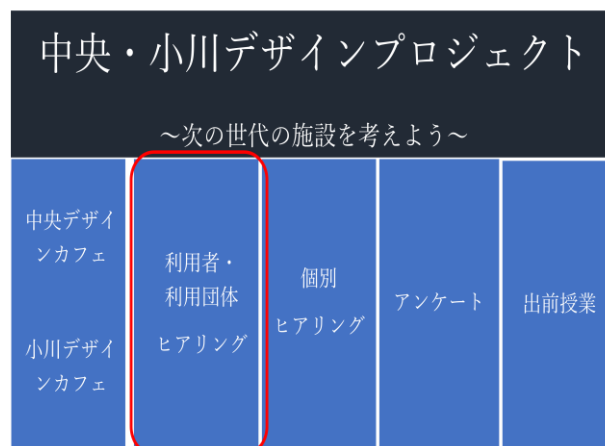 中央・小川デザインプロジェクト
～次の世代の施設を考えよう～
中央デザイ
ンカフェ
小川デザイ
ンカフェ
利用者・
利用団体
ヒアリング
個別
ヒアリング
アンケート
出前授業